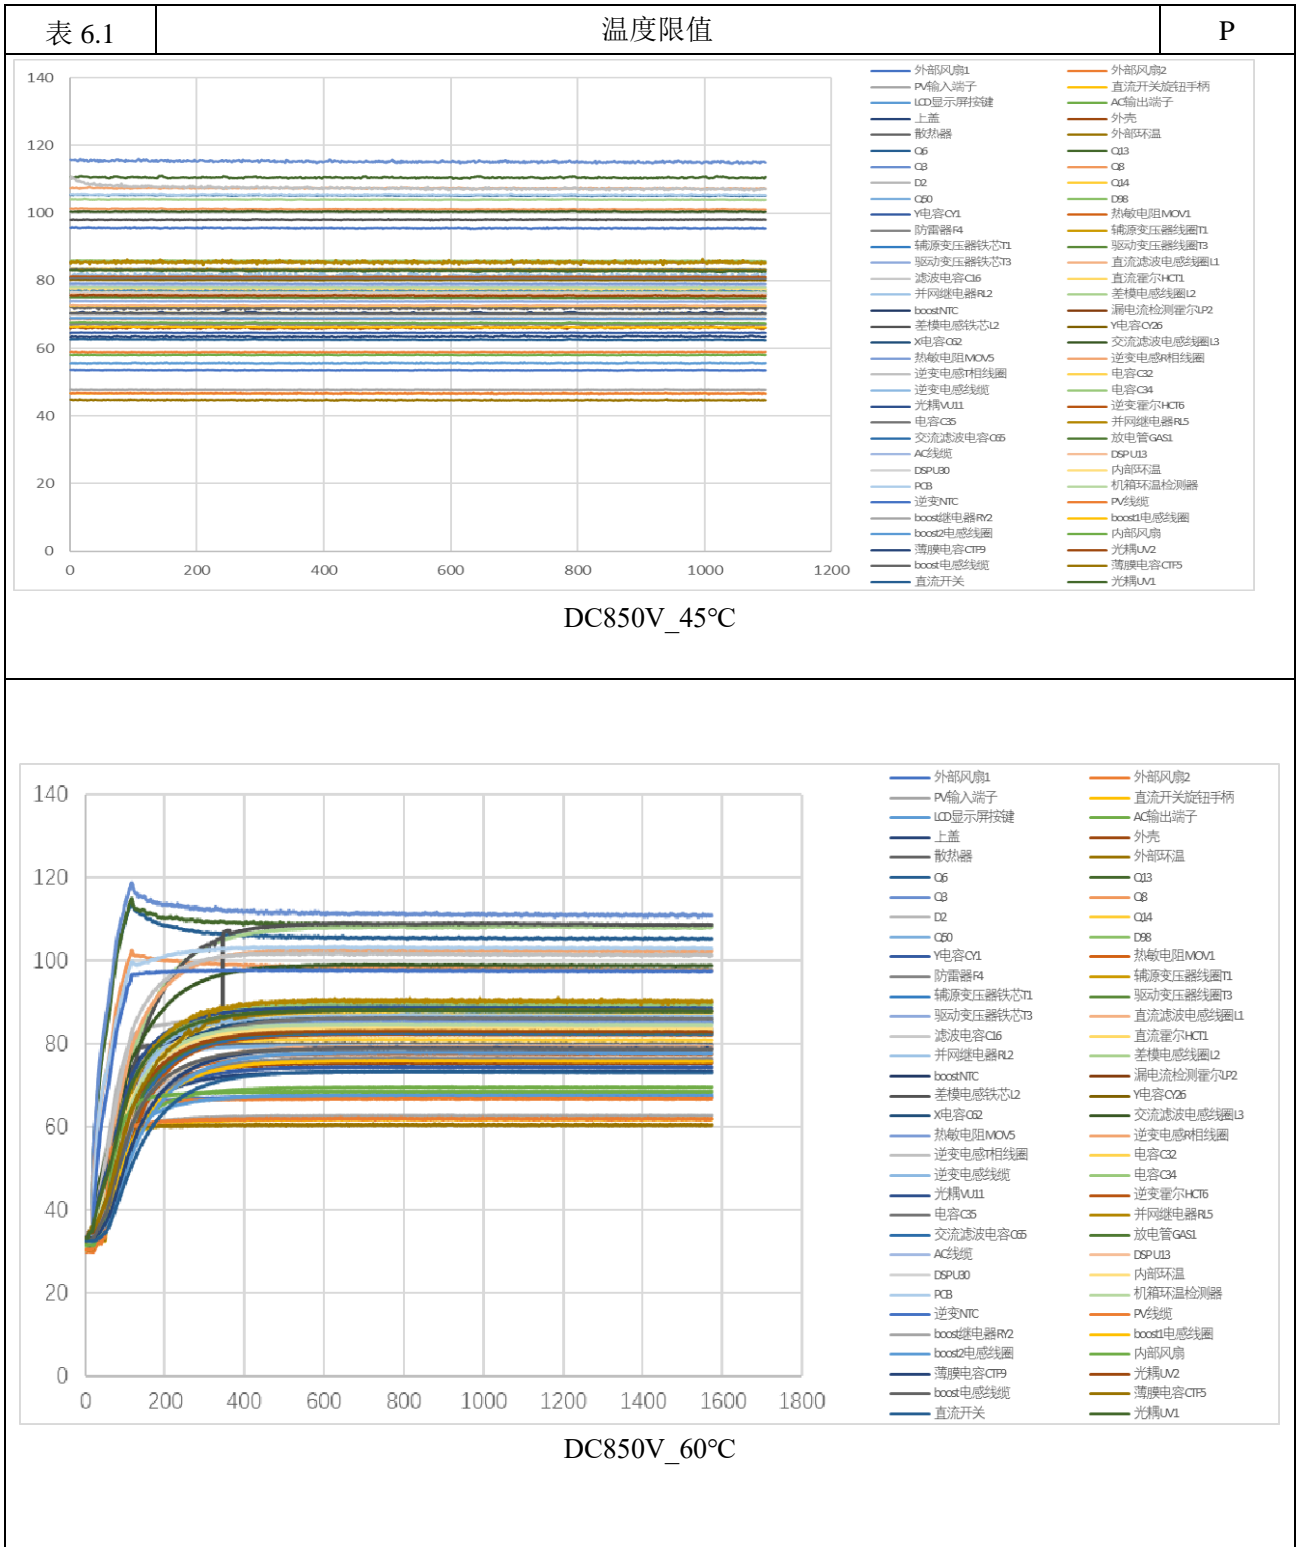 表 6.1 温度限值 P
140
120
100
80
60
40
20
0
0 200 400 600 800 1000 1200
外部风扇1 外部风扇2
PV输入端子 直流开关旋钮手柄
LCD显示屏按键 AC输出端子
上盖 外壳
散热器 外部环温
Q6 Q13
Q3 Q8
D2 Q14
Q50 D98
Y电容CY1 热敏电阻MOV1
防雷器F4 辅源变压器线圈T1
辅源变压器铁芯T1 驱动变压器线圈T3
驱动变压器铁芯T3 直流滤波电感线圈L1
滤波电容C16 直流霍尔HCT1
并网继电器RL2 差模电感线圈L2
boostNTC 漏电流检测霍尔LP2
差模电感铁芯L2 Y电容CY26
X电容C62 交流滤波电感线圈L3
热敏电阻MOV5 逆变电感R相线圈
逆变电感T相线圈 电容C32
逆变电感线缆 电容C34
光耦VU11 逆变霍尔HCT6
电容C35 并网继电器RL5
交流滤波电容C65 放电管GAS1
AC线缆 DSPU13
DSPU30 内部环温
PCB 机箱环温检测器
逆变NTC PV线缆
boost继电器RY2 boost1电感线圈
boost2电感线圈 内部风扇
薄膜电容CTF9 光耦UV2
boost电感线缆 薄膜电容CTF5
直流开关 光耦UV1
DC850V_45℃
140
120
100
80
60
40
20
0
0 200 400 600 800 1000 1200 1400 1600 1800
外部风扇1 外部风扇2
PV输入端子 直流开关旋钮手柄
LCD显示屏按键 AC输出端子
上盖 外壳
散热器 外部环温
Q6 Q13
Q3 Q8
D2 Q14
Q50 D98
Y电容CY1 热敏电阻MOV1
防雷器F4 辅源变压器线圈T1
辅源变压器铁芯T1 驱动变压器线圈T3
驱动变压器铁芯T3 直流滤波电感线圈L1
滤波电容C16 直流霍尔HCT1
并网继电器RL2 差模电感线圈L2
boostNTC 漏电流检测霍尔LP2
差模电感铁芯L2 Y电容CY26
X电容C62 交流滤波电感线圈L3
热敏电阻MOV5 逆变电感R相线圈
逆变电感T相线圈 电容C32
逆变电感线缆 电容C34
光耦VU11 逆变霍尔HCT6
电容C35 并网继电器RL5
交流滤波电容C65 放电管GAS1
AC线缆 DSPU13
DSPU30 内部环温
PCB 机箱环温检测器
逆变NTC PV线缆
boost继电器RY2 boost1电感线圈
boost2电感线圈 内部风扇
薄膜电容CTF9 光耦UV2
boost电感线缆 薄膜电容CTF5
直流开关 光耦UV1
DC850V_60℃